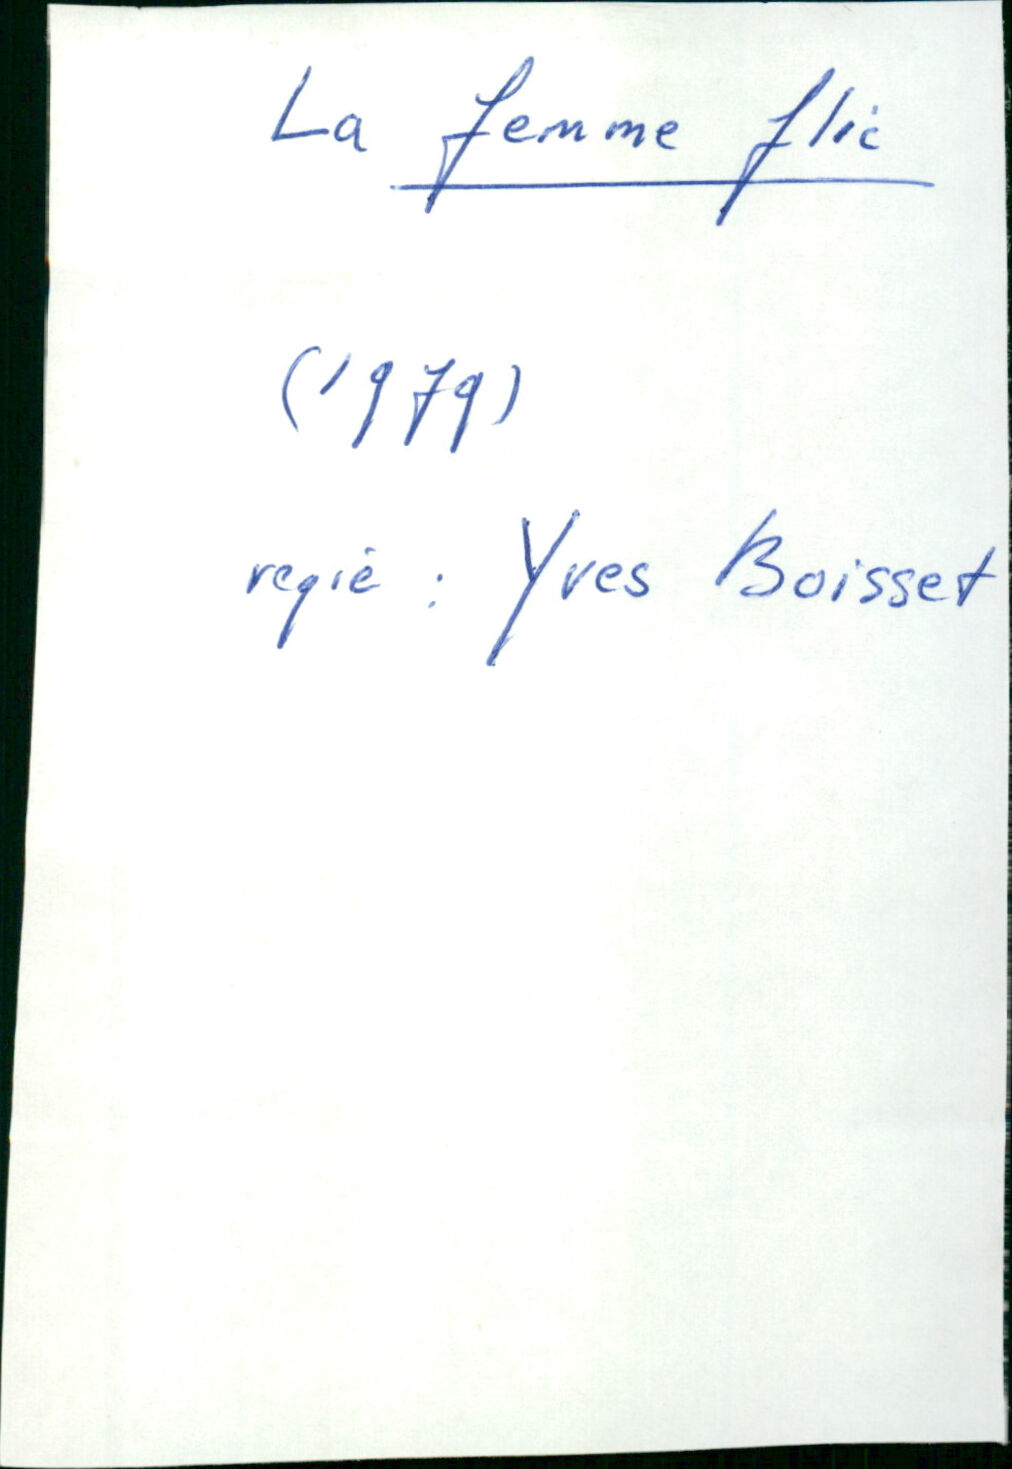 La femme flic
(1979)
regie : Yves Boisset